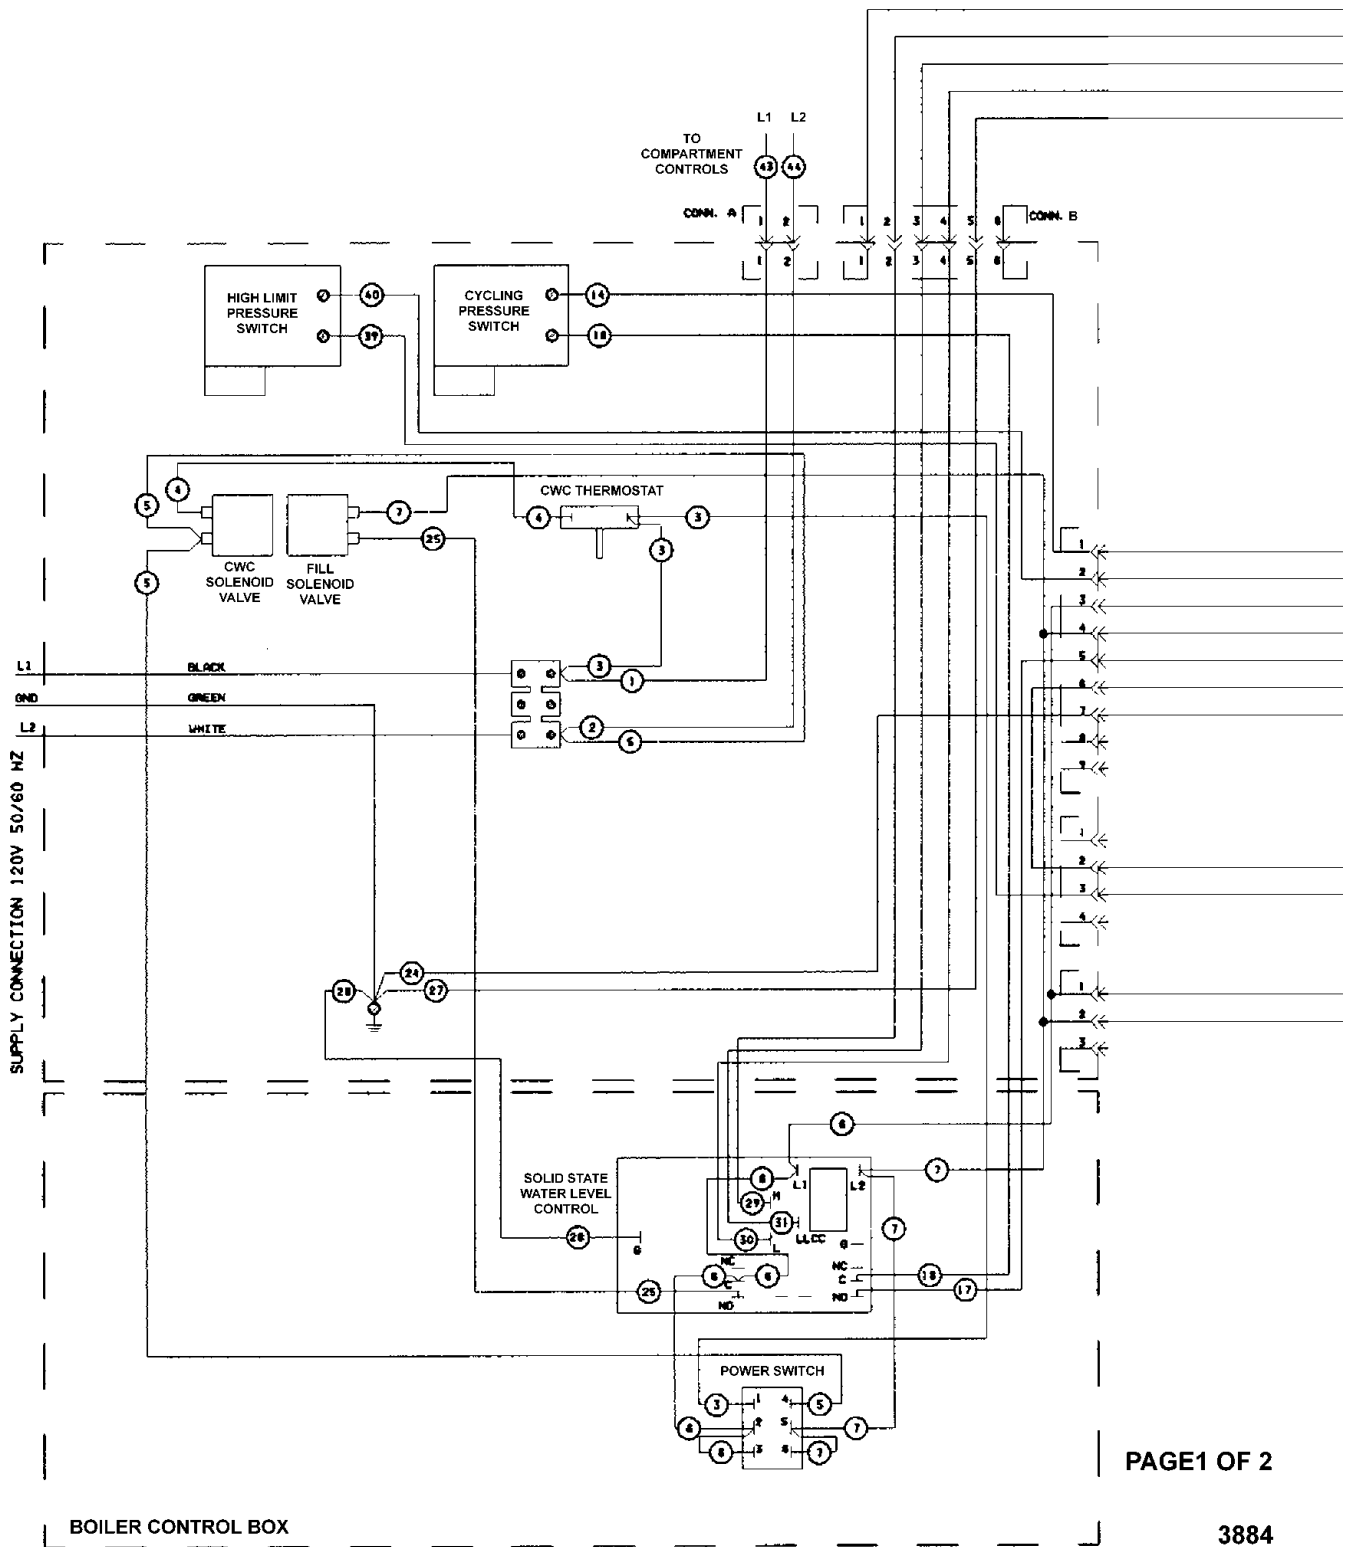 L1 L2
TO
COMPARTMENT
CONTROLS
43 44
CONN. A 1 2
1 2 3 4 5 6 CONN. B
1 2
1 2 3 4 5 6
HIGH LIMIT
PRESSURE
SWITCH
40
39
CYCLING
PRESSURE
SWITCH
14
18
5 4
CWC THERMOSTAT
7
25
4 3
3
5
CWC
SOLENOID
VALVE
FILL
SOLENOID
VALVE
1
2
3
4
5
6
7
8
9
L1 BLACK
GND GREEN
L2 WHITE
3
1
2
5
SUPPLY CONNECTION 120V 50/60 HZ
1
2
3
4
28 24
27
1
2
3
6
SOLID STATE
WATER LEVEL
CONTROL
6 L1 L2 7
29 M
31 LLCC
30 L
7
28 G
G
NC
6 C 6
25
NO
NC
C 18
NO 17
POWER SWITCH
3 1 4 5
6 2 5 7
6 3 6 7
PAGE1 OF 2
BOILER CONTROL BOX
3884